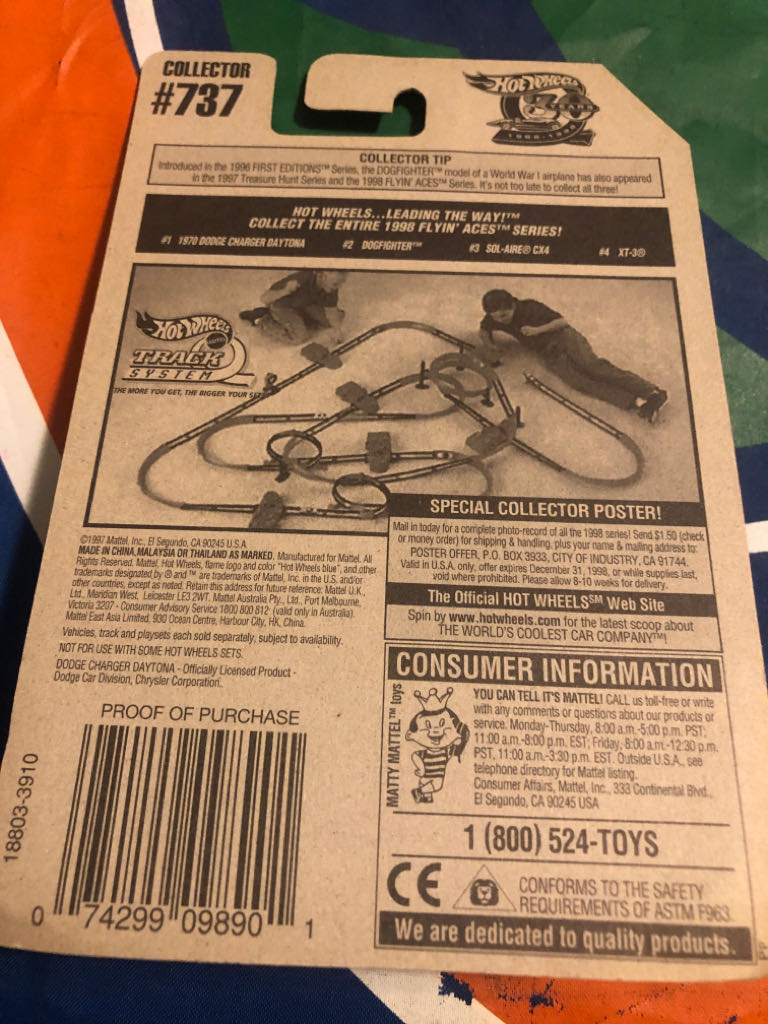 COLLECTOR
#737
HOT WHEELS
30 YEARS
1968-1998
COLLECTOR TIP
Introduced in the 1996 FIRST EDITIONS™ Series, the DOGFIGHTER™ model of a World War I airplane has also appeared
in the 1997 Treasure Hunt Series and the 1998 FLYIN' ACES™ Series. It's not too late to collect all three!
HOT WHEELS...LEADING THE WAY!™
COLLECT THE ENTIRE 1998 FLYIN' ACES™ SERIES!
#1 1970 DODGE CHARGER DAYTONA #2 DOGFIGHTER™ #3 SOL-AIRE® CX4 #4 XT-3®
HOT WHEELS
MATTEL
TRACK
SYSTEM
THE MORE YOU GET, THE BIGGER YOUR SET
SPECIAL COLLECTOR POSTER!
Mail in today for a complete photo-record of all the 1998 series! Send $1.50 (check
or money order) for shipping & handling, plus your name & mailing address to:
POSTER OFFER, P.O. BOX 3933, CITY OF INDUSTRY, CA 91744.
Valid in U.S.A. only, offer expires December 31, 1998, or while supplies last,
void where prohibited. Please allow 8-10 weeks for delivery.
The Official HOT WHEELS℠ Web Site
Spin by www.hotwheels.com for the latest scoop about
THE WORLD'S COOLEST CAR COMPANY™!
©1997 Mattel, Inc., El Segundo, CA 90245 U.S.A.
MADE IN CHINA, MALAYSIA OR THAILAND AS MARKED. Manufactured for Mattel. All
Rights Reserved. Mattel, Hot Wheels, flame logo and color "Hot Wheels blue", and other
trademarks designated by ® and ™ are trademarks of Mattel, Inc. in the U.S. and/or
other countries, except as noted. Retain this address for future reference: Mattel U.K.,
Ltd., Meridian West, Leicester LE3 2WT. Mattel Australia Pty., Ltd., Port Melbourne,
Victoria 3207 - Consumer Advisory Service 1800 800 812 (valid only in Australia).
Mattel East Asia Limited, 930 Ocean Centre, Harbour City, HK, China.
Vehicles, track and playsets each sold separately, subject to availability.
NOT FOR USE WITH SOME HOT WHEELS SETS.
DODGE CHARGER DAYTONA - Officially Licensed Product -
Dodge Car Division, Chrysler Corporation.
PROOF OF PURCHASE
18803-3910
0 74299 09890 1
CONSUMER INFORMATION
MATTY MATTEL™ toys
YOU CAN TELL IT'S MATTEL! CALL us toll-free or write
with any comments or questions about our products or
service. Monday-Thursday, 8:00 a.m.-5:00 p.m. PST;
11:00 a.m.-8:00 p.m. EST; Friday, 8:00 a.m.-12:30 p.m.
PST, 11:00 a.m.-3:30 p.m. EST. Outside U.S.A., see
telephone directory for Mattel listing.
Consumer Affairs, Mattel, Inc., 333 Continental Blvd.,
El Segundo, CA 90245 USA
1 (800) 524-TOYS
CE
CONFORMS TO THE SAFETY
REQUIREMENTS OF ASTM F963.
We are dedicated to quality products.
PP